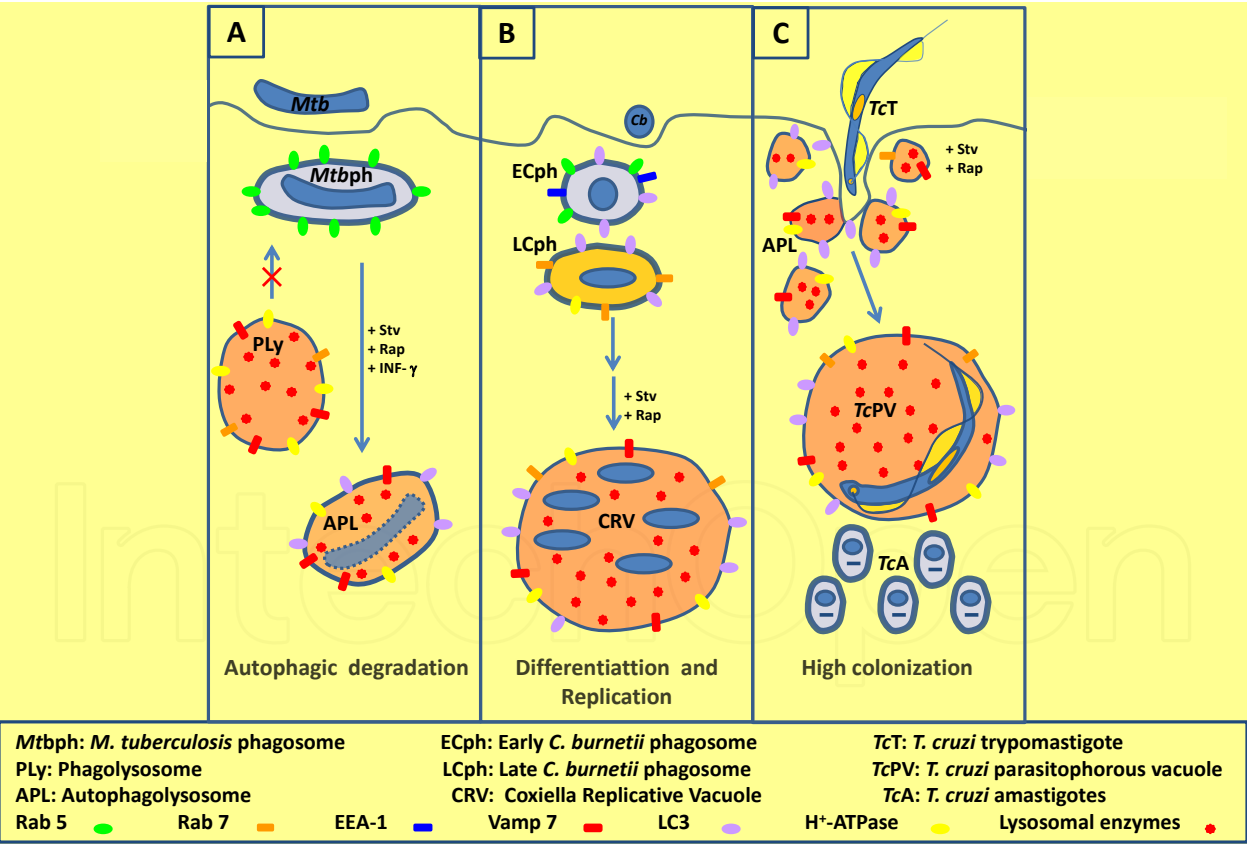 A
Mtb
Mtbph
PLy
+ Stv
+ Rap
+ INF- γ
APL
Autophagic degradation
B
Cb
ECph
LCph
+ Stv
+ Rap
CRV
Differentiattion and
Replication
C
TcT
+ Stv
+ Rap
APL
TcPV
TcA
High colonization
IntechOpen
Mtbph: M. tuberculosis phagosome
ECph: Early C. burnetii phagosome
TcT: T. cruzi trypomastigote
PLy: Phagolysosome
LCph: Late C. burnetii phagosome
TcPV: T. cruzi parasitophorous vacuole
APL: Autophagolysosome
CRV: Coxiella Replicative Vacuole
TcA: T. cruzi amastigotes
Rab 5 Rab 7 EEA-1 Vamp 7 LC3 H⁺-ATPase Lysosomal enzymes